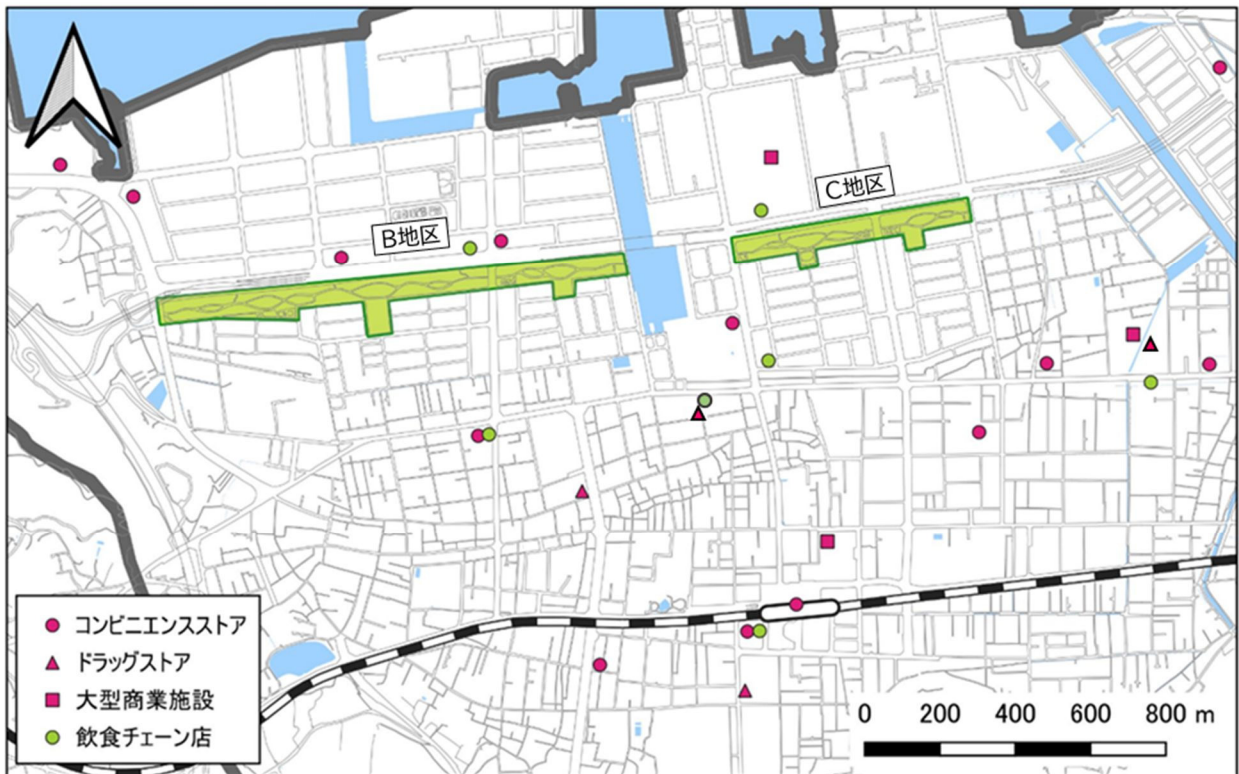 C地区
B地区
コンビニエンスストア
ドラッグストア
大型商業施設
飲食チェーン店
0 200 400 600 800 m